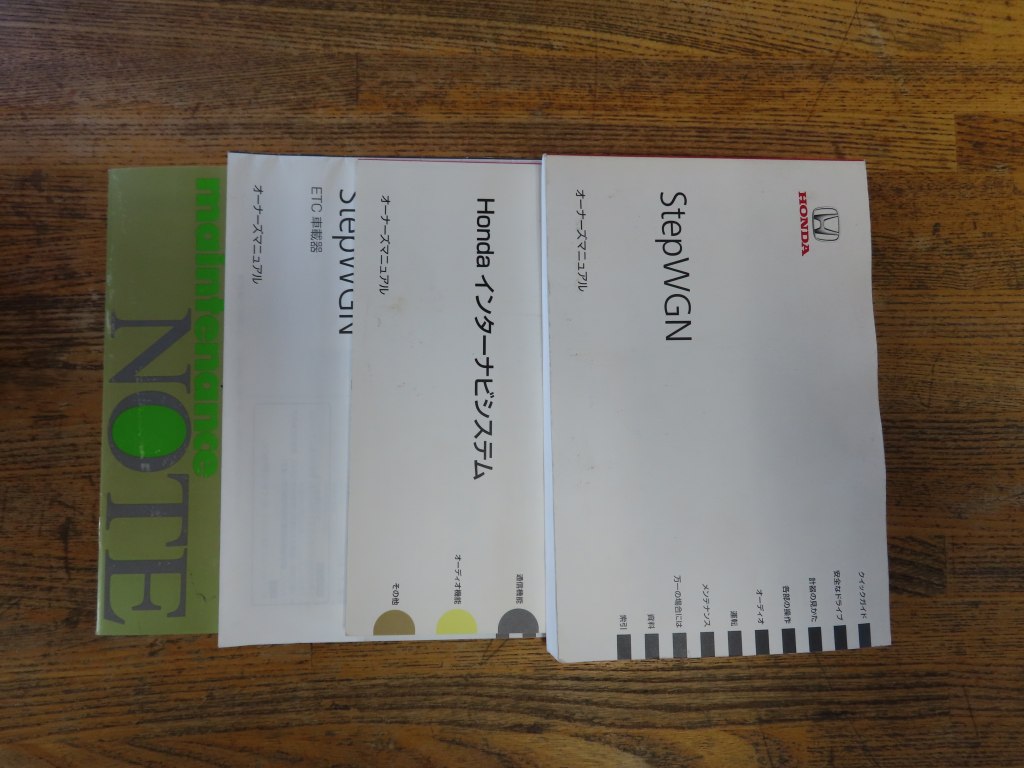 HONDA
StepWGN
オーナーズマニュアル
クイックガイド
安全なドライブ
計器の見かた
各部の操作
オーディオ
運転
メンテナンス
万一の場合には
資料
索引
Honda インターナビシステム
オーナーズマニュアル
通信機能
オーディオ機能
その他
StepWGN
ETC 車載器
オーナーズマニュアル
maintenance
NOTE